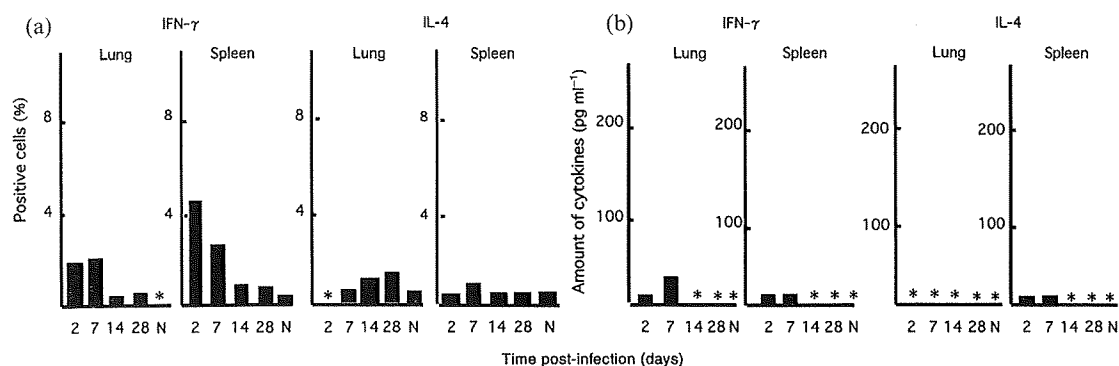 (a) IFN-γ IL-4
Lung Spleen Lung Spleen
Positive cells (%)
8 8 8 8
4 4 4 4
* *
2 7 14 28 N 2 7 14 28 N 2 7 14 28 N 2 7 14 28 N
(b) IFN-γ IL-4
Lung Spleen Lung Spleen
Amount of cytokines (pg ml⁻¹)
200 200 200 200
100 100 100 100
* * * * * * * * * * * * * *
2 7 14 28 N 2 7 14 28 N 2 7 14 28 N 2 7 14 28 N
Time post-infection (days)